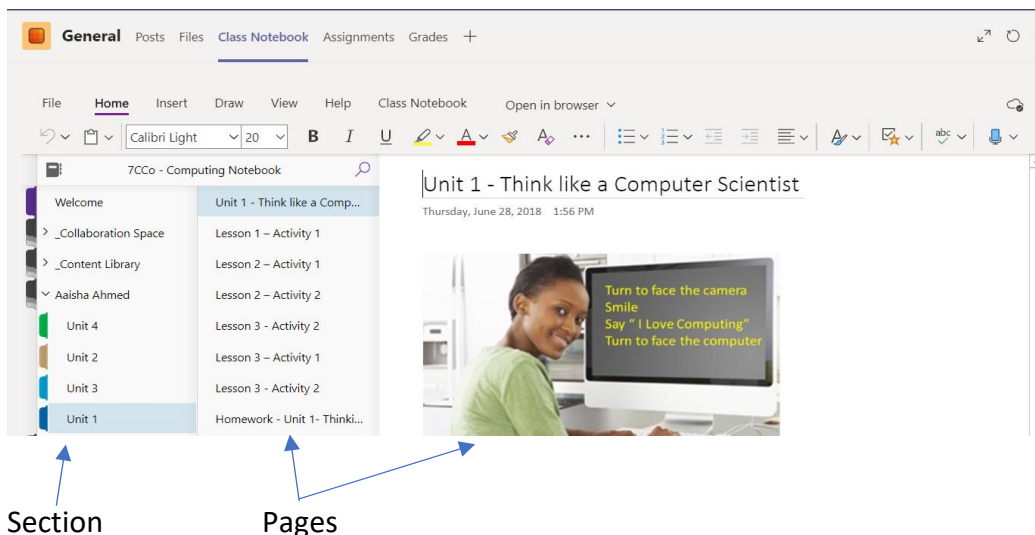 General Posts Files Class Notebook Assignments Grades +
File Home Insert Draw View Help Class Notebook Open in browser
Calibri Light 20 B I U A A abc
7CCo - Computing Notebook
Welcome
_Collaboration Space
_Content Library
Aaisha Ahmed
Unit 4
Unit 2
Unit 3
Unit 1
Unit 1 - Think like a Comp...
Lesson 1 – Activity 1
Lesson 2 – Activity 1
Lesson 2 – Activity 2
Lesson 3 - Activity 2
Lesson 3 – Activity 1
Lesson 3 - Activity 2
Homework - Unit 1- Thinki...
Unit 1 - Think like a Computer Scientist
Thursday, June 28, 2018 1:56 PM
Turn to face the camera
Smile
Say “ I Love Computing”
Turn to face the computer
Section Pages